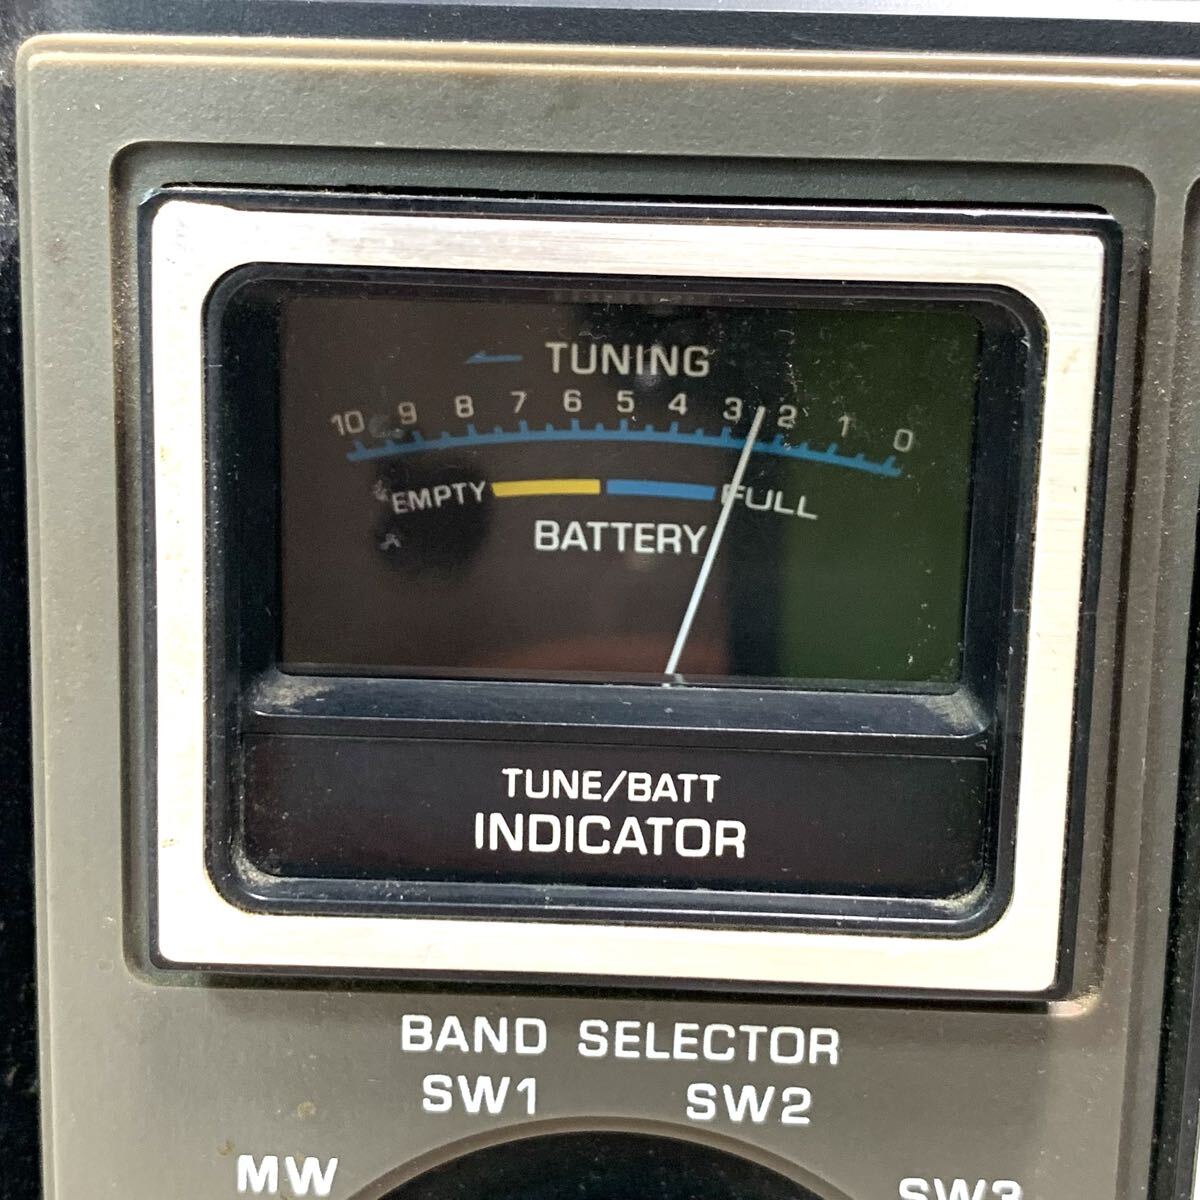 TUNING
10 9 8 7 6 5 4 3 2 1 0
EMPTY FULL
BATTERY
TUNE/BATT
INDICATOR
BAND SELECTOR
SW1 SW2
MW SW3